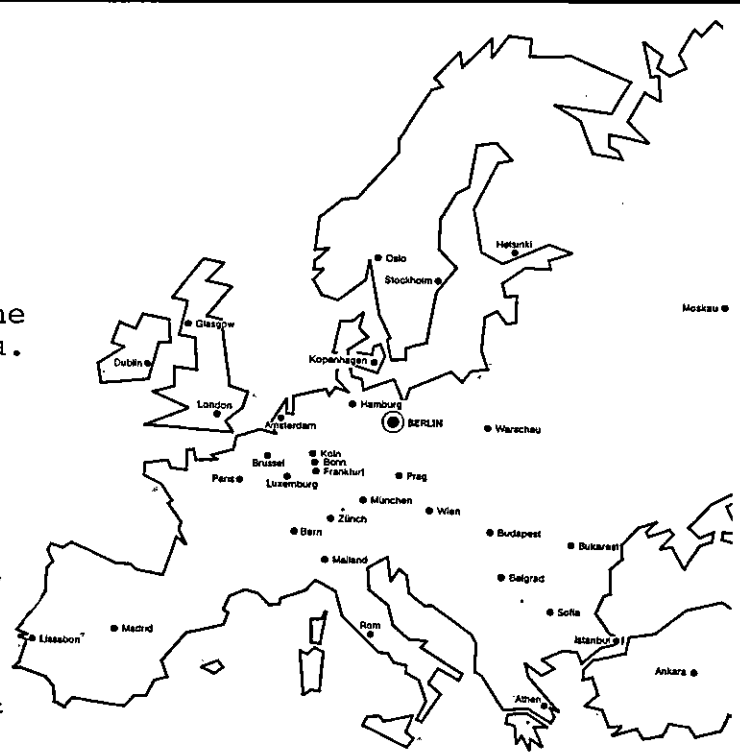 Helsinki
Oslo
Stockholm
Moskau
Glasgow
Dublin
Kopenhagen
London
Hamburg
Amsterdam
BERLIN
Warschau
Köln
Brüssel
Bonn
Frankfurt
Paris
Luxemburg
Prag
München
Wien
Zürich
Bern
Budapest
Bukarest
Mailand
Belgrad
Sofia
Madrid
Rom
Lissabon
Istanbul
Ankara
Athen